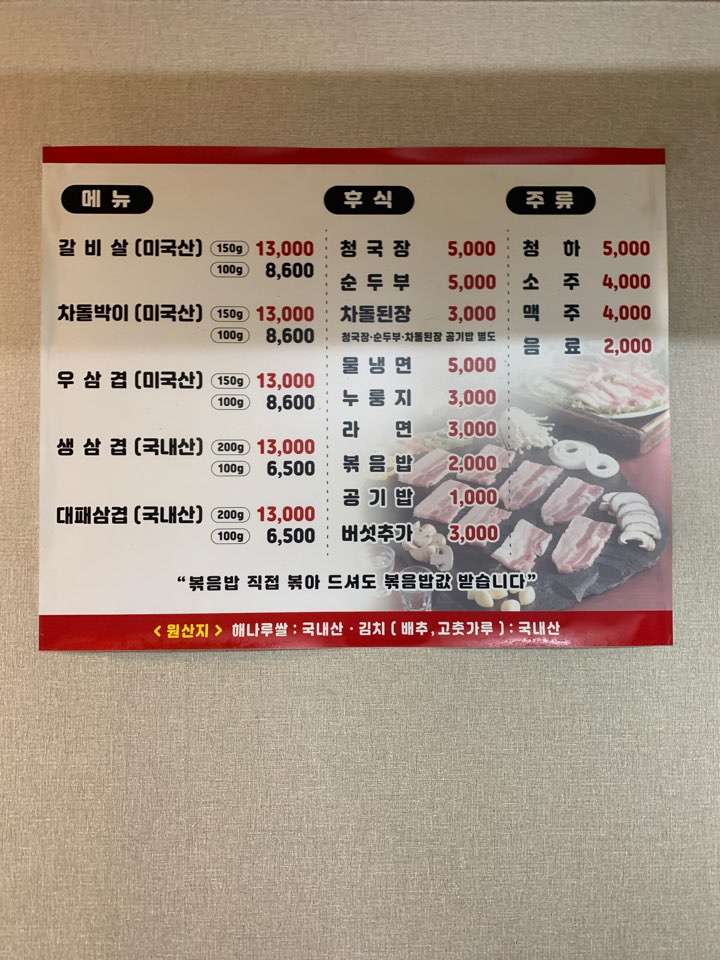 메뉴
갈비살 (미국산) 150g 13,000
100g 8,600
차돌박이 (미국산) 150g 13,000
100g 8,600
우삼겹 (미국산) 150g 13,000
100g 8,600
생삼겹 (국내산) 200g 13,000
100g 6,500
대패삼겹 (국내산) 200g 13,000
100g 6,500
후식
청국장 5,000
순두부 5,000
차돌된장 3,000
청국장·순두부·차돌된장 공기밥 별도
물냉면 5,000
누룽지 3,000
라면 3,000
볶음밥 2,000
공기밥 1,000
버섯추가 3,000
주류
청하 5,000
소주 4,000
맥주 4,000
음료 2,000
“볶음밥 직접 볶아 드셔도 볶음밥값 받습니다”
<원산지> 해나루쌀 : 국내산 · 김치 ( 배추 , 고춧가루 ) : 국내산